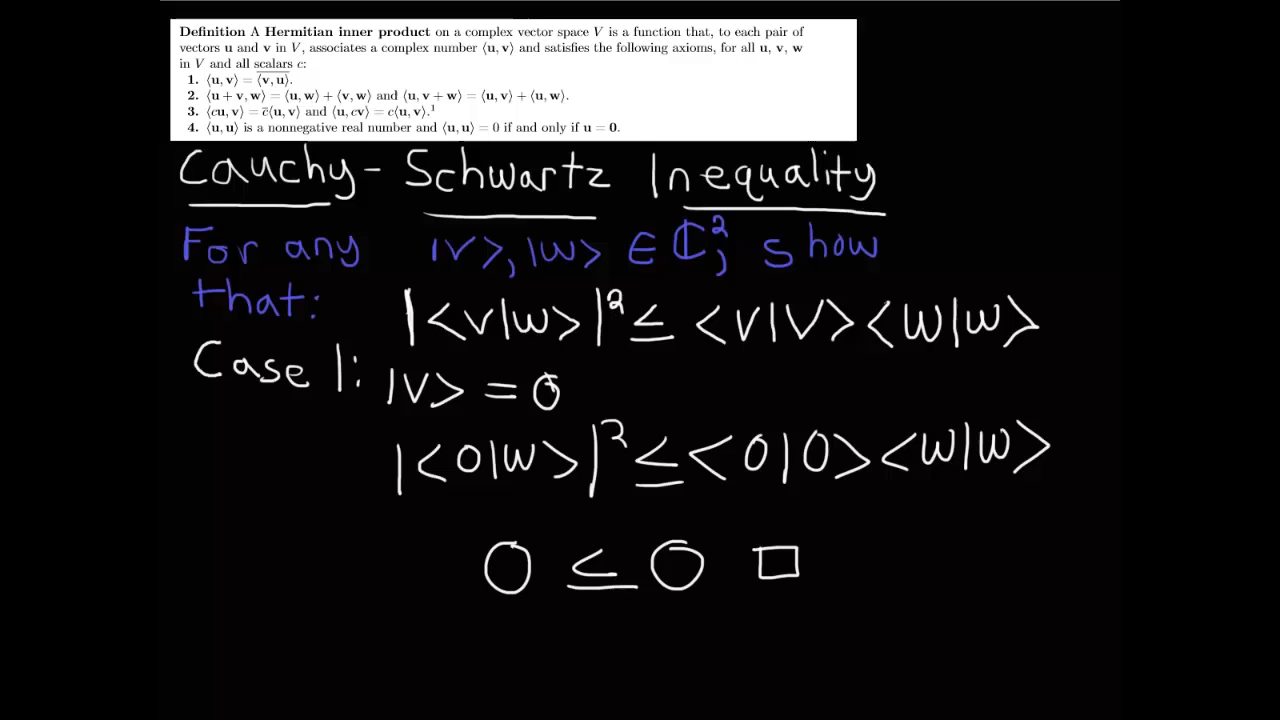 Definition A Hermitian inner product on a complex vector space V is a function that, to each pair of
vectors u and v in V, associates a complex number ⟨u, v⟩ and satisfies the following axioms, for all u, v, w
in V and all scalars c:
1. ⟨u, v⟩ = \overline{⟨v, u⟩}.
2. ⟨u + v, w⟩ = ⟨u, w⟩ + ⟨v, w⟩ and ⟨u, v + w⟩ = ⟨u, v⟩ + ⟨u, w⟩.
3. ⟨cu, v⟩ = c̅⟨u, v⟩ and ⟨u, cv⟩ = c⟨u, v⟩.¹
4. ⟨u, u⟩ is a nonnegative real number and ⟨u, u⟩ = 0 if and only if u = 0.
Cauchy - Schwartz Inequality
For any |v>, |w> ∈ ℂ², show
that: |<v|w>|² ≤ <v|v><w|w>
Case 1: |v> = 0
|<0|w>|² ≤ <0|0><w|w>
0 ≤ 0 □